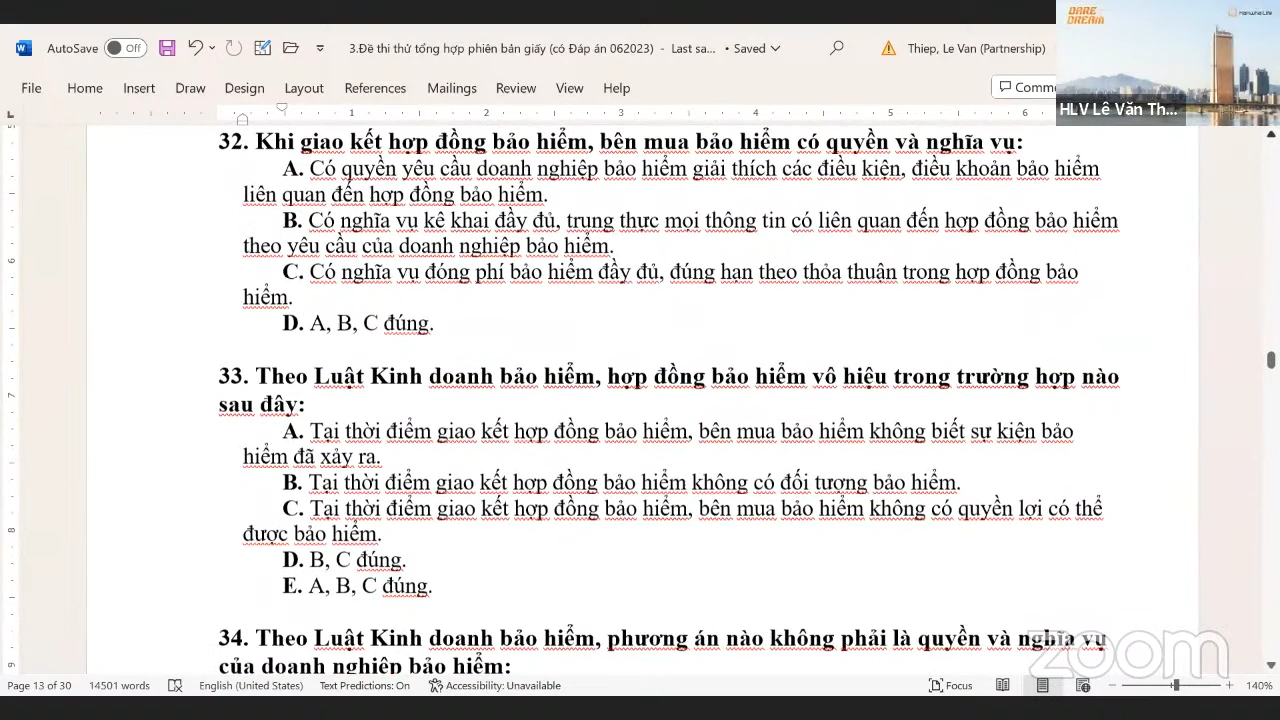 DARE
DREAM
Hanwha Life
AutoSave Off 3.Đề thi thử tổng hợp phiên bản giấy (có Đáp án 062023) - Last sa... • Saved Thiep, Le Van (Partnership)
File Home Insert Draw Design Layout References Mailings Review View Help Comme
HLV Lê Văn Th...
1 2 3 4 5 6
32. Khi giao kết hợp đồng bảo hiểm, bên mua bảo hiểm có quyền và nghĩa vụ:
A. Có quyền yêu cầu doanh nghiệp bảo hiểm giải thích các điều kiện, điều khoản bảo hiểm
liên quan đến hợp đồng bảo hiểm.
B. Có nghĩa vụ kê khai đầy đủ, trung thực mọi thông tin có liên quan đến hợp đồng bảo hiểm
theo yêu cầu của doanh nghiệp bảo hiểm.
C. Có nghĩa vụ đóng phí bảo hiểm đầy đủ, đúng hạn theo thỏa thuận trong hợp đồng bảo
hiểm.
D. A, B, C đúng.
33. Theo Luật Kinh doanh bảo hiểm, hợp đồng bảo hiểm vô hiệu trong trường hợp nào
sau đây:
A. Tại thời điểm giao kết hợp đồng bảo hiểm, bên mua bảo hiểm không biết sự kiện bảo
hiểm đã xảy ra.
B. Tại thời điểm giao kết hợp đồng bảo hiểm không có đối tượng bảo hiểm.
C. Tại thời điểm giao kết hợp đồng bảo hiểm, bên mua bảo hiểm không có quyền lợi có thể
được bảo hiểm.
D. B, C đúng.
E. A, B, C đúng.
34. Theo Luật Kinh doanh bảo hiểm, phương án nào không phải là quyền và nghĩa vụ
của doanh nghiệp bảo hiểm:
zoom
Page 13 of 30 14501 words English (United States) Text Predictions: On Accessibility: Unavailable Focus 140%